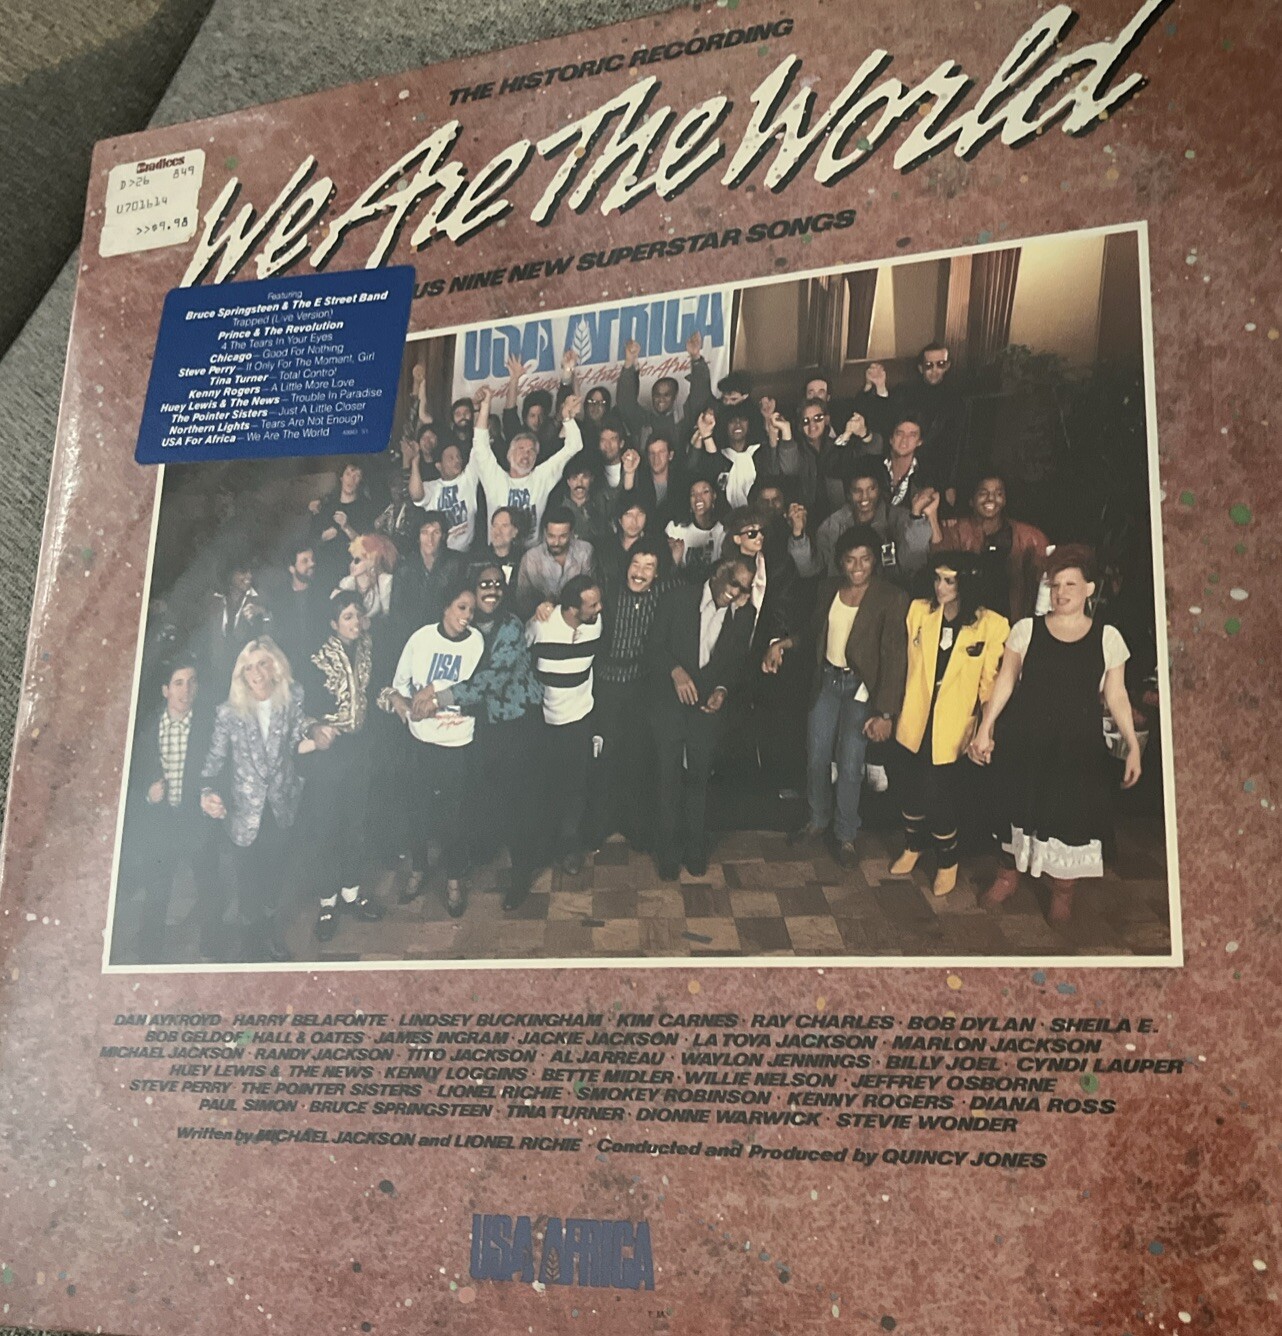 THE HISTORIC RECORDING
We Are The World
US NINE NEW SUPERSTAR SONGS
D>26 849
U701614
>>$9.98
Featuring
Bruce Springsteen & The E Street Band
Trapped (Live Version)
Prince & The Revolution
4 The Tears In Your Eyes
Chicago – Good For Nothing
Steve Perry – If Only For The Moment, Girl
Tina Turner – Total Control
Kenny Rogers – A Little More Love
Huey Lewis & The News – Trouble In Paradise
The Pointer Sisters – Just A Little Closer
Northern Lights – Tears Are Not Enough
USA For Africa – We Are The World
USA AFRICA
USA
AFRICA
USA
USA
DAN AYKROYD · HARRY BELAFONTE · LINDSEY BUCKINGHAM · KIM CARNES · RAY CHARLES · BOB DYLAN · SHEILA E.
BOB GELDOF · HALL & OATES · JAMES INGRAM · JACKIE JACKSON · LA TOYA JACKSON · MARLON JACKSON
MICHAEL JACKSON · RANDY JACKSON · TITO JACKSON · AL JARREAU · WAYLON JENNINGS · BILLY JOEL · CYNDI LAUPER
HUEY LEWIS & THE NEWS · KENNY LOGGINS · BETTE MIDLER · WILLIE NELSON · JEFFREY OSBORNE
STEVE PERRY · THE POINTER SISTERS · LIONEL RICHIE · SMOKEY ROBINSON · KENNY ROGERS · DIANA ROSS
PAUL SIMON · BRUCE SPRINGSTEEN · TINA TURNER · DIONNE WARWICK · STEVIE WONDER
Written by MICHAEL JACKSON and LIONEL RICHIE · Conducted and Produced by QUINCY JONES
USA AFRICA